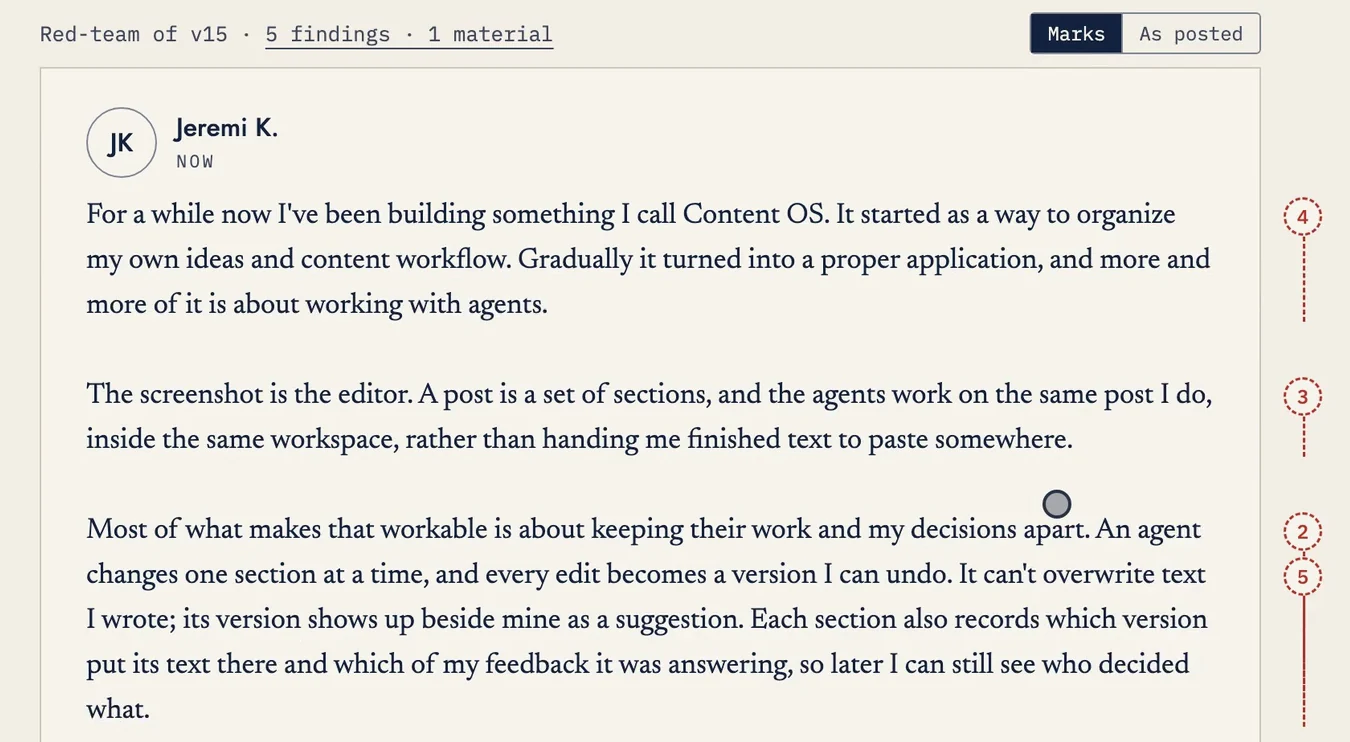 Red-team of v15 · 5 findings · 1 material
Marks
As posted
JK
Jeremi K.
NOW
For a while now I've been building something I call Content OS. It started as a way to organize
4
my own ideas and content workflow. Gradually it turned into a proper application, and more and
more of it is about working with agents.
The screenshot is the editor. A post is a set of sections, and the agents work on the same post I do,
3
inside the same workspace, rather than handing me finished text to paste somewhere.
Most of what makes that workable is about keeping their work and my decisions apart. An agent
2
changes one section at a time, and every edit becomes a version I can undo. It can't overwrite text
5
I wrote; its version shows up beside mine as a suggestion. Each section also records which version
put its text there and which of my feedback it was answering, so later I can still see who decided
what.